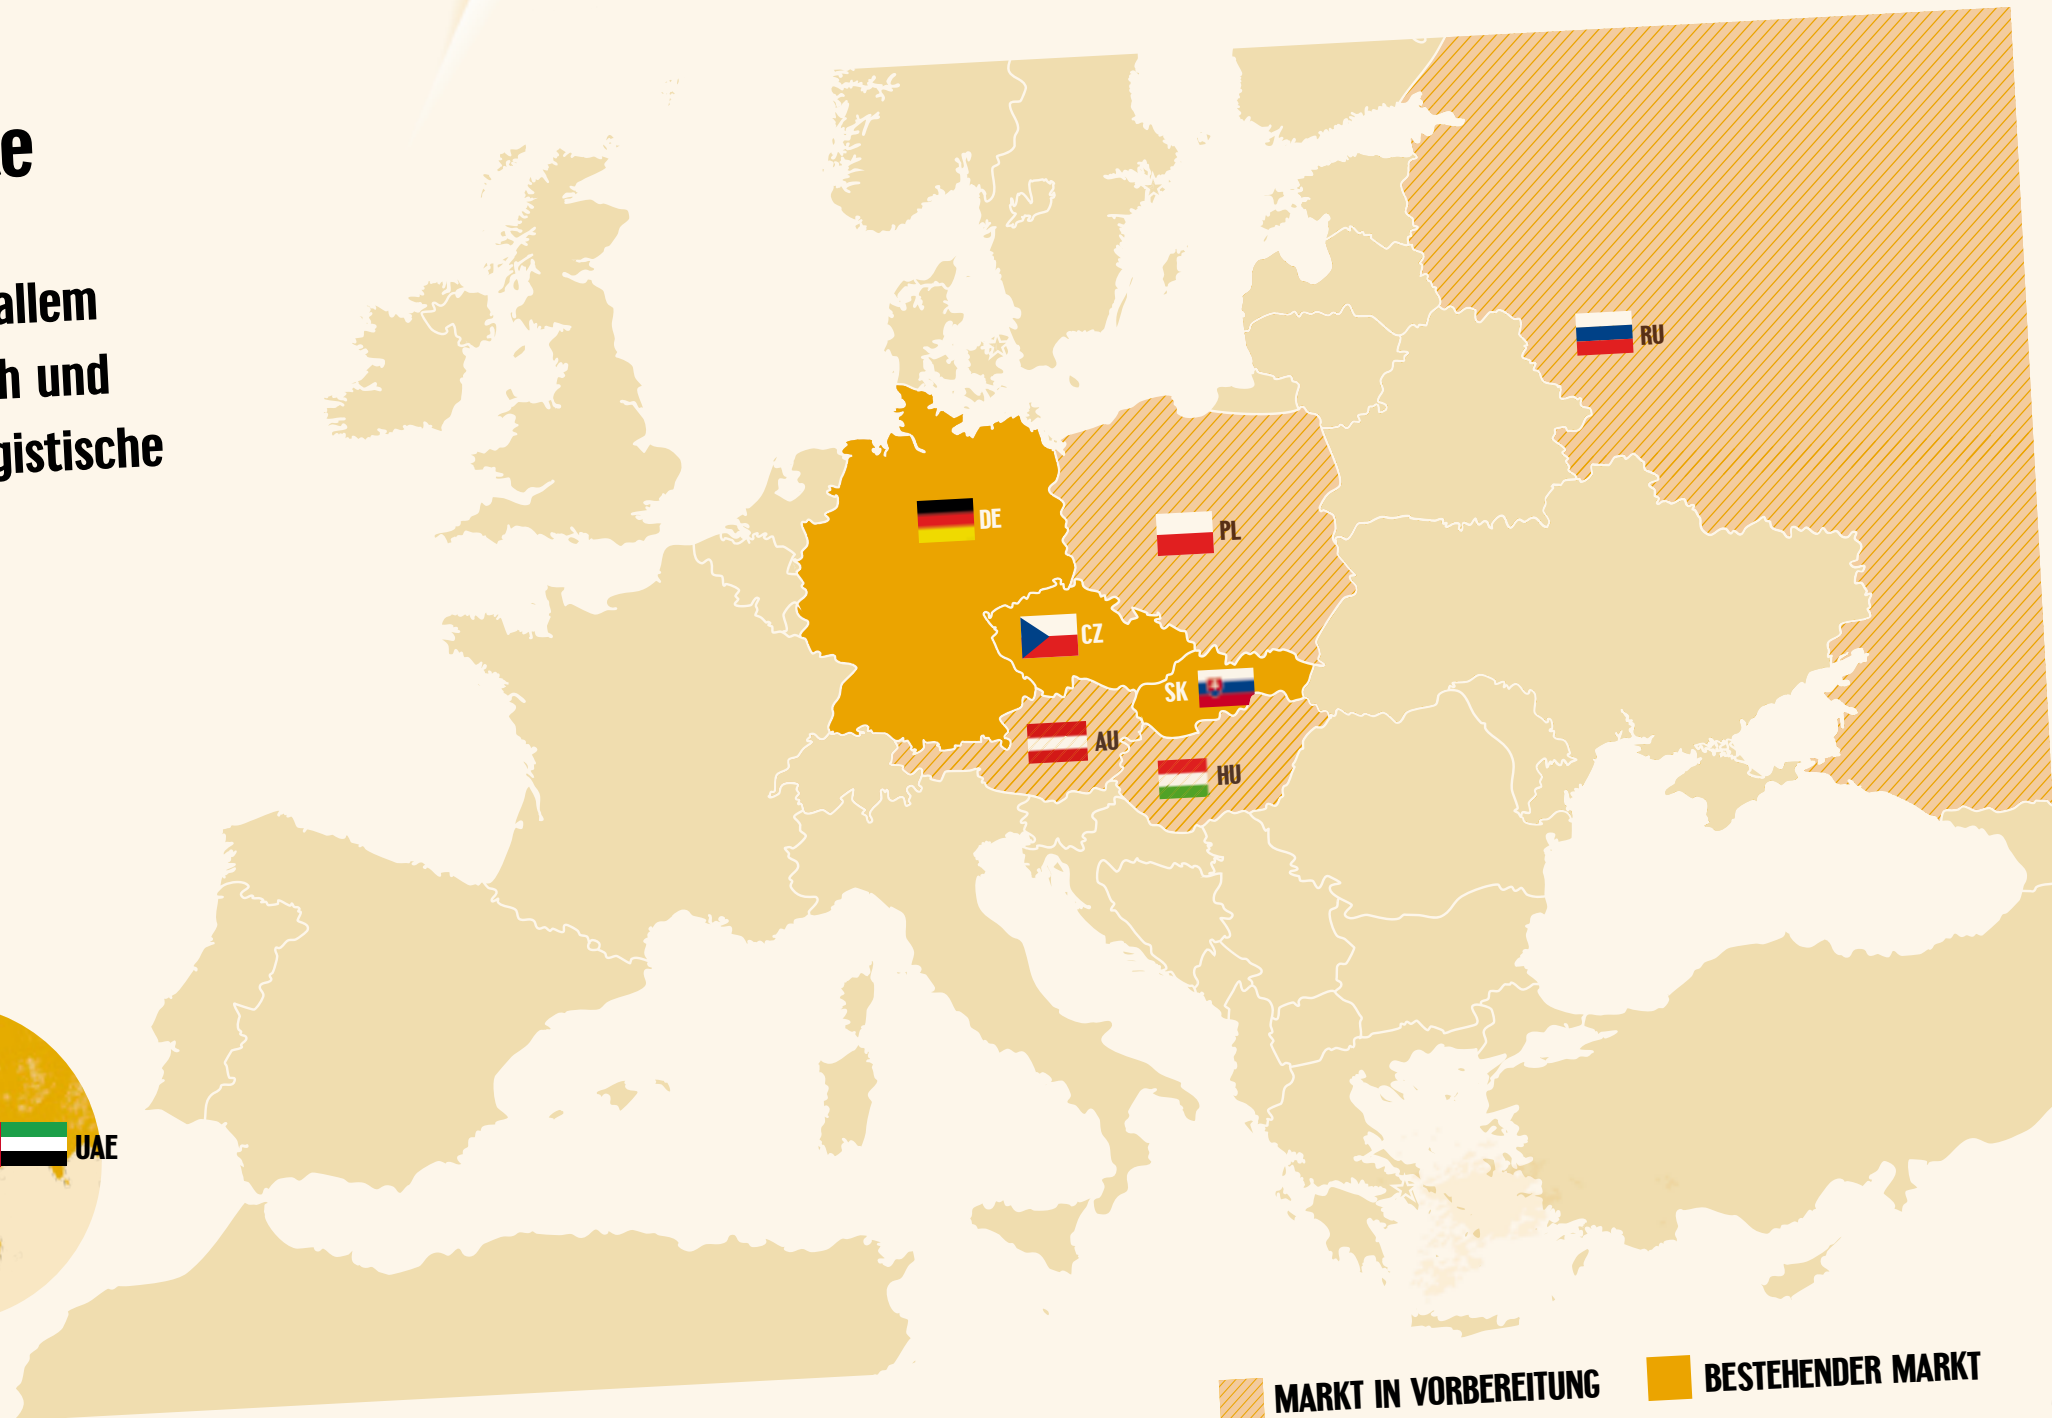 e
allem
h und
gistische
RU
DE
PL
CZ
SK
AU
HU
UAE
MARKT IN VORBEREITUNG
BESTEHENDER MARKT